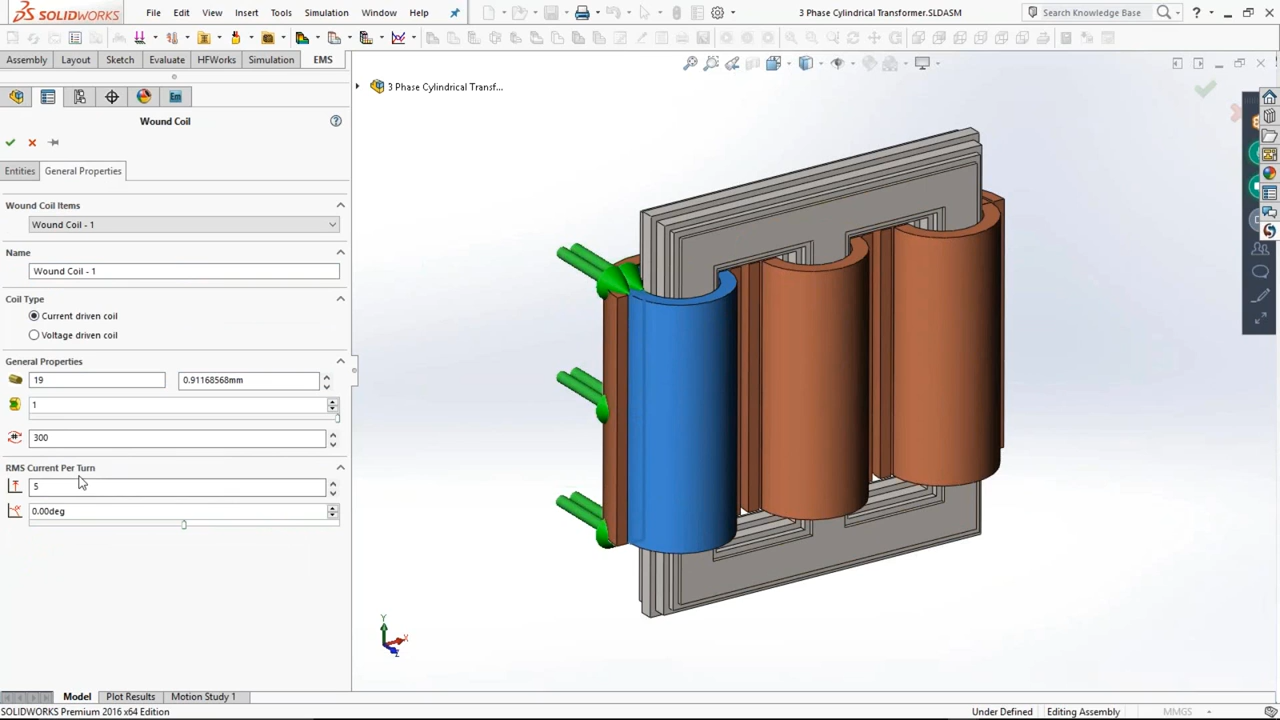 SOLIDWORKS File Edit View Insert Tools Simulation Window Help 3 Phase Cylindrical Transformer.SLDASM Search Knowledge Base ?
Assembly Layout Sketch Evaluate HFWorks Simulation EMS
3 Phase Cylindrical Transf...
Wound Coil
Entities General Properties
Wound Coil Items
Wound Coil - 1
Name
Wound Coil - 1
Coil Type
Current driven coil
Voltage driven coil
General Properties
19 0.91168568mm
1
300
RMS Current Per Turn
5
0.00deg
Y
X
Z
Model Plot Results Motion Study 1
SOLIDWORKS Premium 2016 x64 Edition Under Defined Editing Assembly MMGS